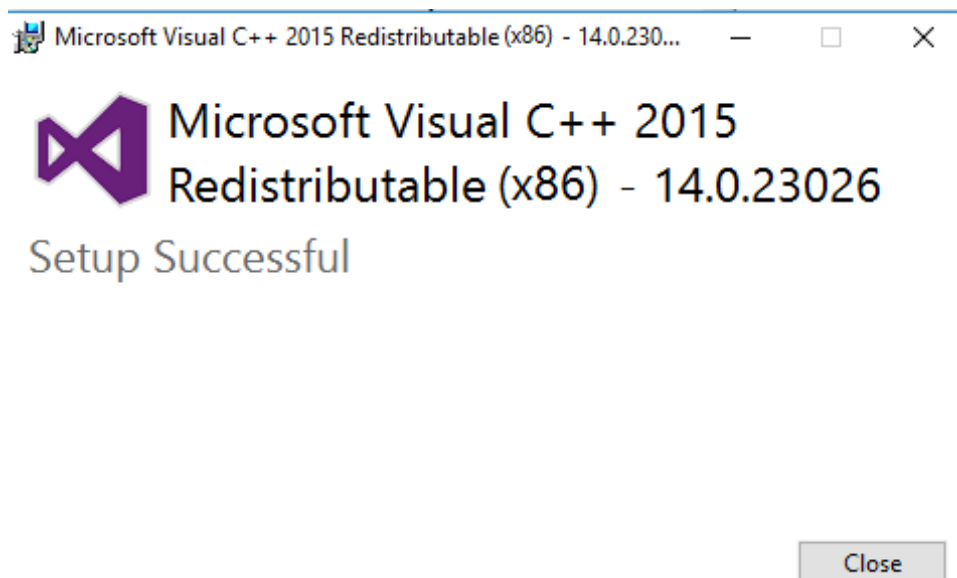 Microsoft Visual C++ 2015 Redistributable (x86) - 14.0.230...
Microsoft Visual C++ 2015
Redistributable (x86) - 14.0.23026
Setup Successful
Close